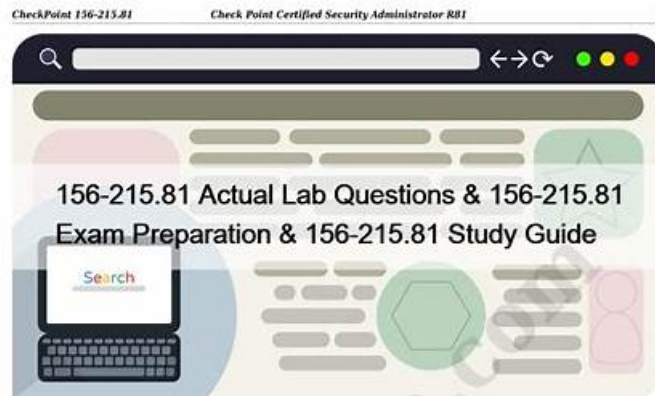 CheckPoint 156-215.81 Check Point Certified Security Administrator R81
156-215.81 Actual Lab Questions & 156-215.81
Exam Preparation & 156-215.81 Study Guide
Search
com